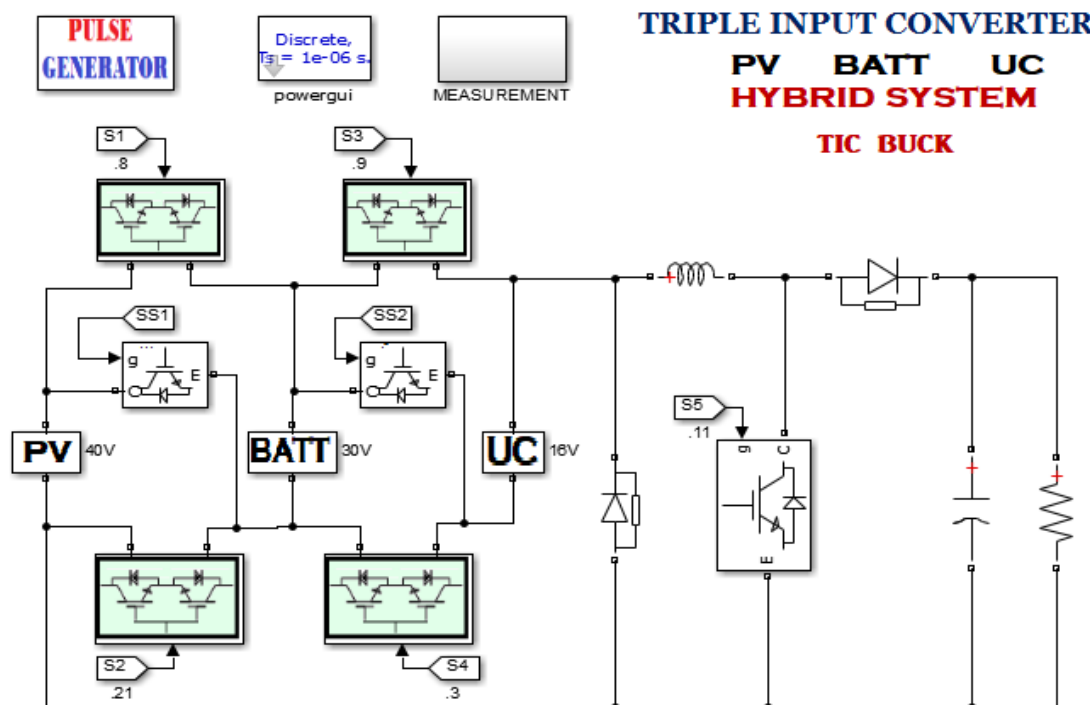 PULSE
GENERATOR
Discrete,
Ts = 1e-06 s.
powergui
MEASUREMENT
TRIPLE INPUT CONVERTER
PV BATT UC
HYBRID SYSTEM
TIC BUCK
S1
.8
S3
.9
SS1
...
g
E
SS2
g
E
PV
40V
BATT
30V
UC
16V
S5
.11
g
C
E
S2
.21
S4
.3